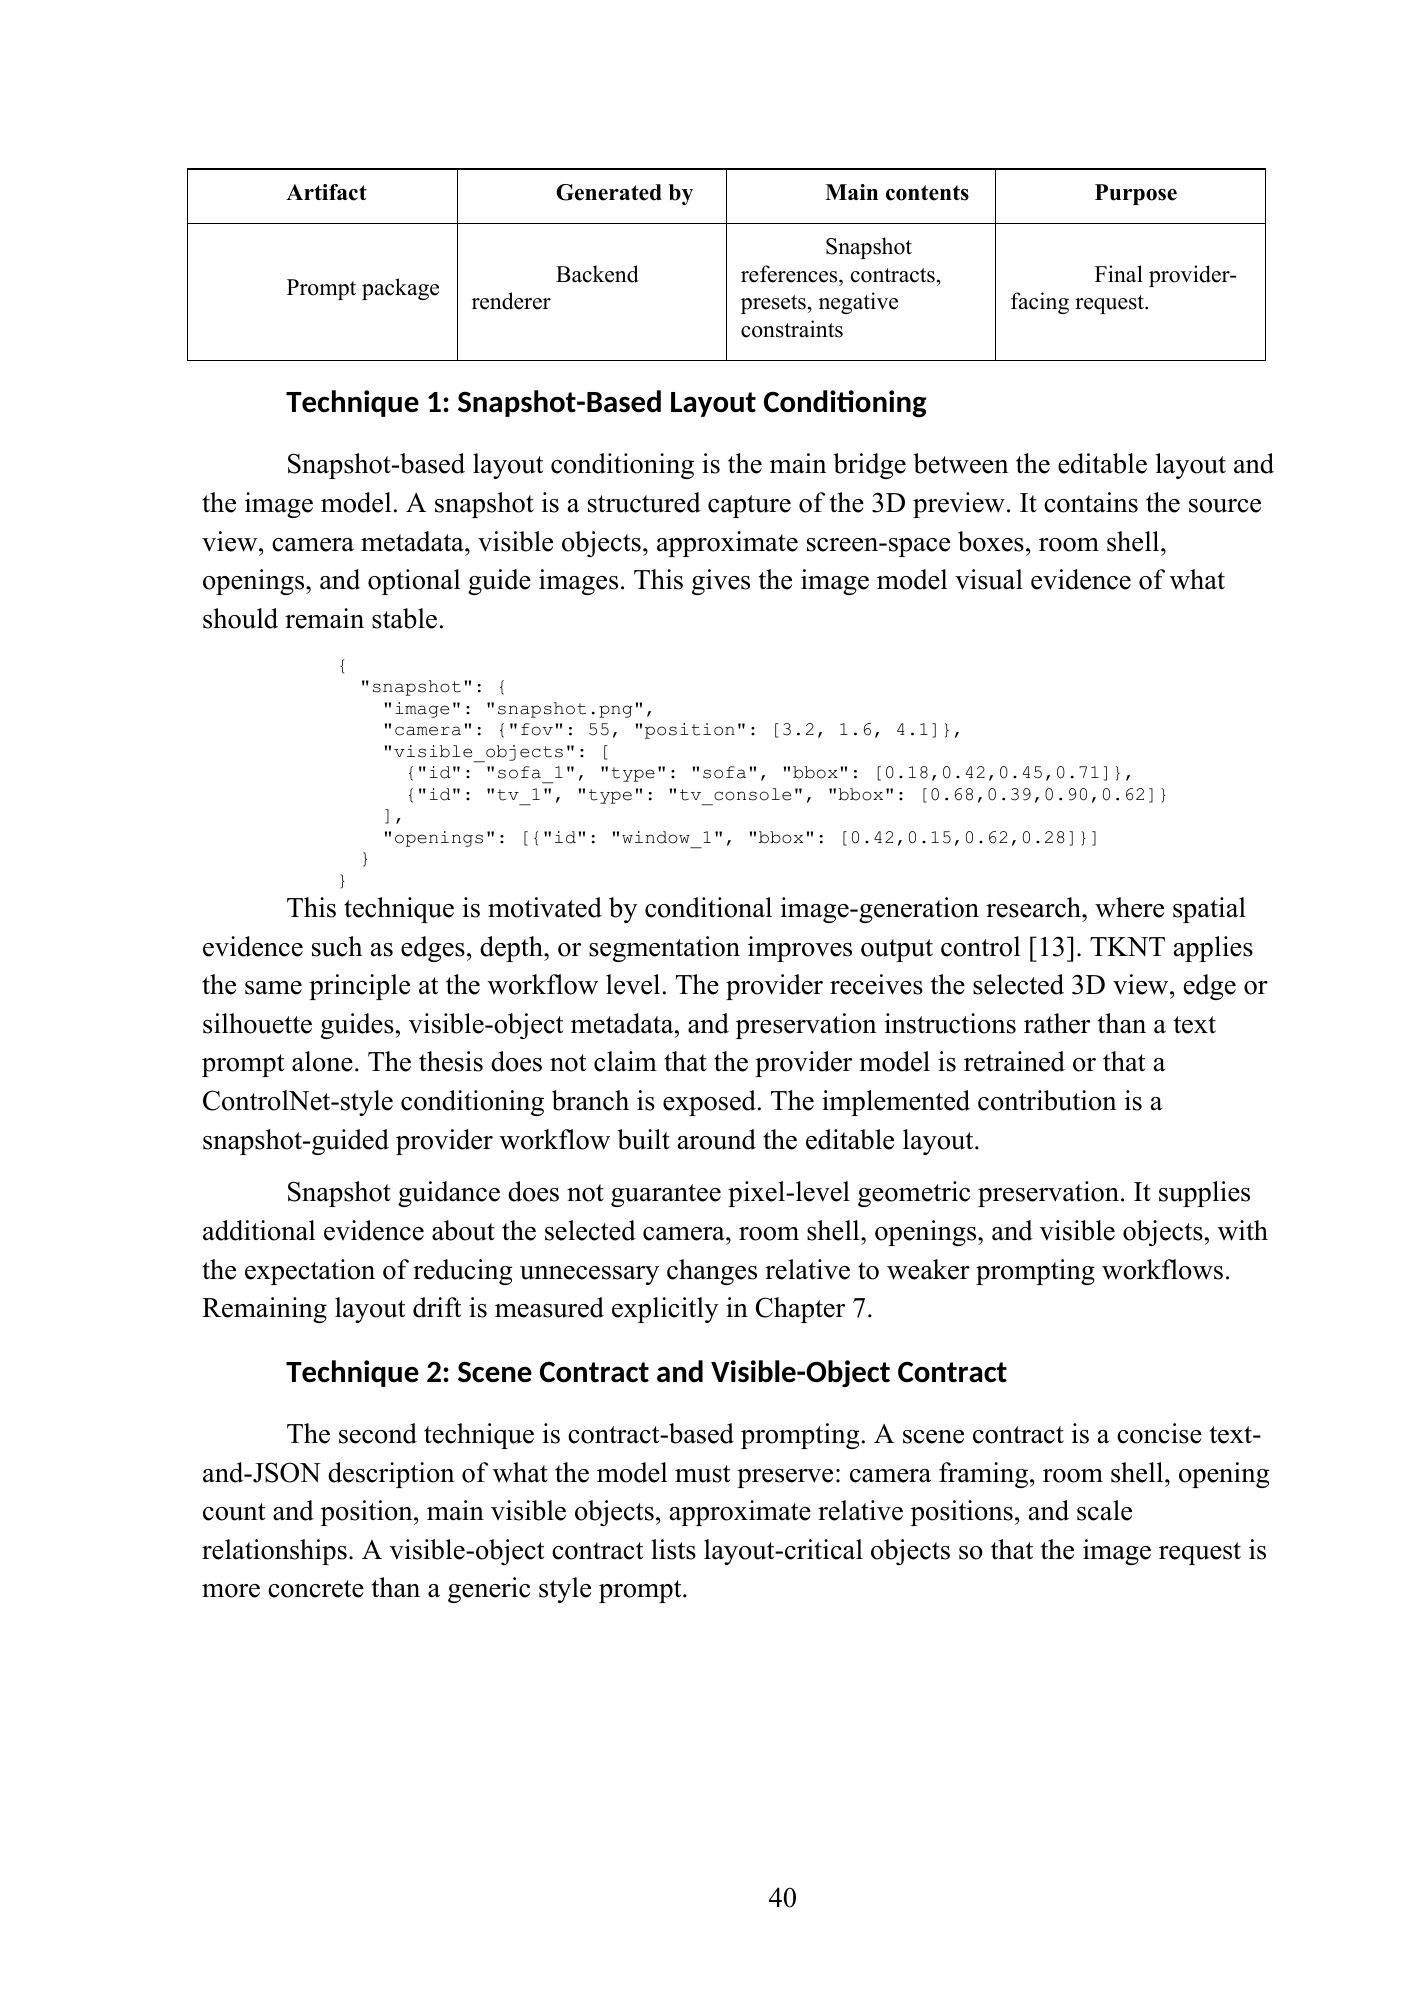 Artifact Generated by Main contents Purpose
Prompt package
Backend
renderer
Snapshot
references, contracts,
presets, negative
constraints
Final provider-
facing request.
Technique 1: Snapshot-Based Layout Conditioning
Snapshot-based layout conditioning is the main bridge between the editable layout and
the image model. A snapshot is a structured capture of the 3D preview. It contains the source
view, camera metadata, visible objects, approximate screen-space boxes, room shell,
openings, and optional guide images. This gives the image model visual evidence of what
should remain stable.
{
  "snapshot": {
    "image": "snapshot.png",
    "camera": {"fov": 55, "position": [3.2, 1.6, 4.1]},
    "visible_objects": [
      {"id": "sofa_1", "type": "sofa", "bbox": [0.18,0.42,0.45,0.71]},
      {"id": "tv_1", "type": "tv_console", "bbox": [0.68,0.39,0.90,0.62]}
    ],
    "openings": [{"id": "window_1", "bbox": [0.42,0.15,0.62,0.28]}]
  }
}
This technique is motivated by conditional image-generation research, where spatial
evidence such as edges, depth, or segmentation improves output control [13]. TKNT applies
the same principle at the workflow level. The provider receives the selected 3D view, edge or
silhouette guides, visible-object metadata, and preservation instructions rather than a text
prompt alone. The thesis does not claim that the provider model is retrained or that a
ControlNet-style conditioning branch is exposed. The implemented contribution is a
snapshot-guided provider workflow built around the editable layout.
Snapshot guidance does not guarantee pixel-level geometric preservation. It supplies
additional evidence about the selected camera, room shell, openings, and visible objects, with
the expectation of reducing unnecessary changes relative to weaker prompting workflows.
Remaining layout drift is measured explicitly in Chapter 7.
Technique 2: Scene Contract and Visible-Object Contract
The second technique is contract-based prompting. A scene contract is a concise text-
and-JSON description of what the model must preserve: camera framing, room shell, opening
count and position, main visible objects, approximate relative positions, and scale
relationships. A visible-object contract lists layout-critical objects so that the image request is
more concrete than a generic style prompt.
40